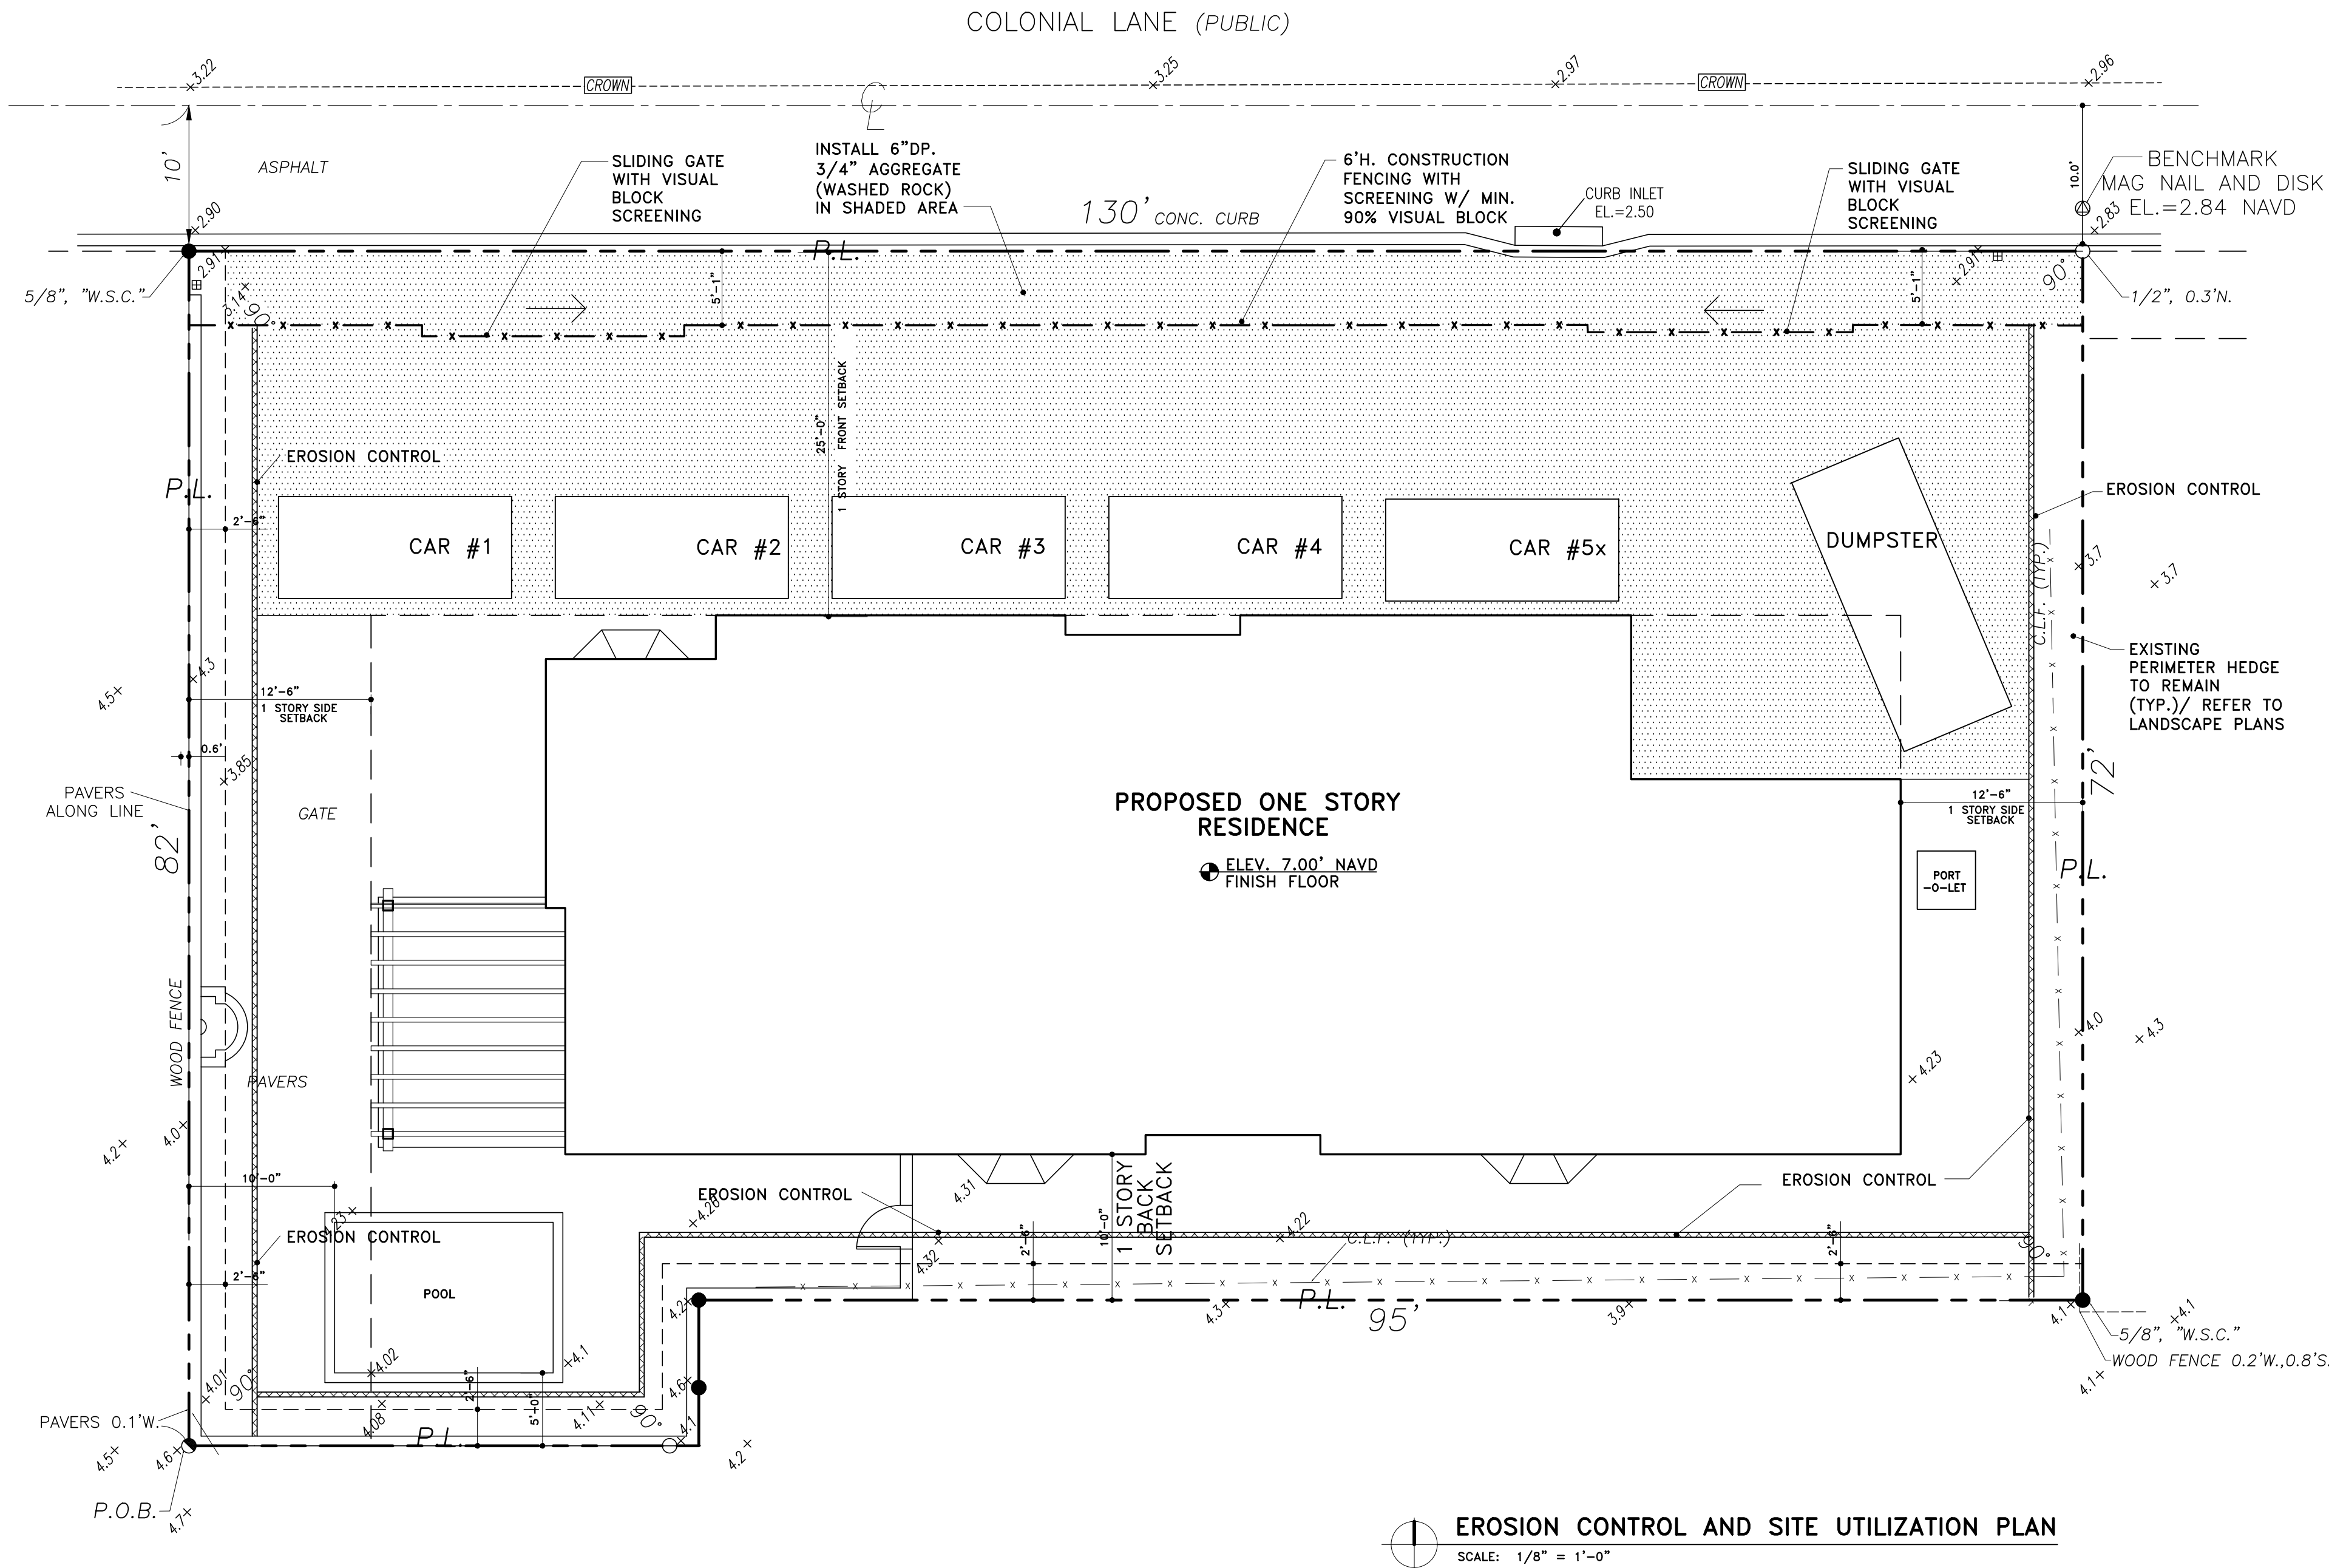 COLONIAL LANE (PUBLIC)
3.22
CROWN
3.25
2.97
CROWN
2.96
10'
ASPHALT
SLIDING GATE
WITH VISUAL
BLOCK
SCREENING
INSTALL 6"DP.
3/4" AGGREGATE
(WASHED ROCK)
IN SHADED AREA
130' CONC. CURB
6'H. CONSTRUCTION
FENCING WITH
SCREENING W/ MIN.
90% VISUAL BLOCK
CURB INLET
EL.=2.50
SLIDING GATE
WITH VISUAL
BLOCK
SCREENING
10.0'
BENCHMARK
MAG NAIL AND DISK
EL.=2.84 NAVD
2.90
2.83
P.L.
2.91
5/8", "W.S.C."
3.14
90°
5'-1"
5'-1"
2.91
90°
1/2", 0.3'N.
25'-0"
1 STORY FRONT SETBACK
EROSION CONTROL
P.L.
2'-6"
EROSION CONTROL
CAR #1
CAR #2
CAR #3
CAR #4
CAR #5x
DUMPSTER
C.L.F. (TYP.)
3.7
3.7
4.5
4.3
12'-6"
1 STORY SIDE
SETBACK
0.6'
3.85
EXISTING
PERIMETER HEDGE
TO REMAIN
(TYP.)/ REFER TO
LANDSCAPE PLANS
72'
PAVERS
ALONG LINE
GATE
82'
PROPOSED ONE STORY
RESIDENCE
ELEV. 7.00' NAVD
FINISH FLOOR
12'-6"
1 STORY SIDE
SETBACK
PORT
-O-LET
P.L.
WOOD FENCE
PAVERS
4.0
4.3
4.23
4.2
4.0
10'-0"
4.23
EROSION CONTROL
EROSION CONTROL
4.26
4.31
4.32
1 STORY
BACK
SETBACK
10'-0"
2'-6"
4.22
C.L.F. (TYP.)
EROSION CONTROL
2'-6"
90°
2'-6"
POOL
4.2
4.3
P.L.
95'
3.9
4.1
4.1
5/8", "W.S.C."
WOOD FENCE 0.2'W.,0.8'S.
4.1
4.01
90°
4.02
4.1
2'-6"
5'-0"
4.6
4.08
4.11
90°
4.1
PAVERS 0.1'W.
P.L.
4.5
4.6
4.2
P.O.B.
4.7
EROSION CONTROL AND SITE UTILIZATION PLAN
SCALE: 1/8" = 1'-0"